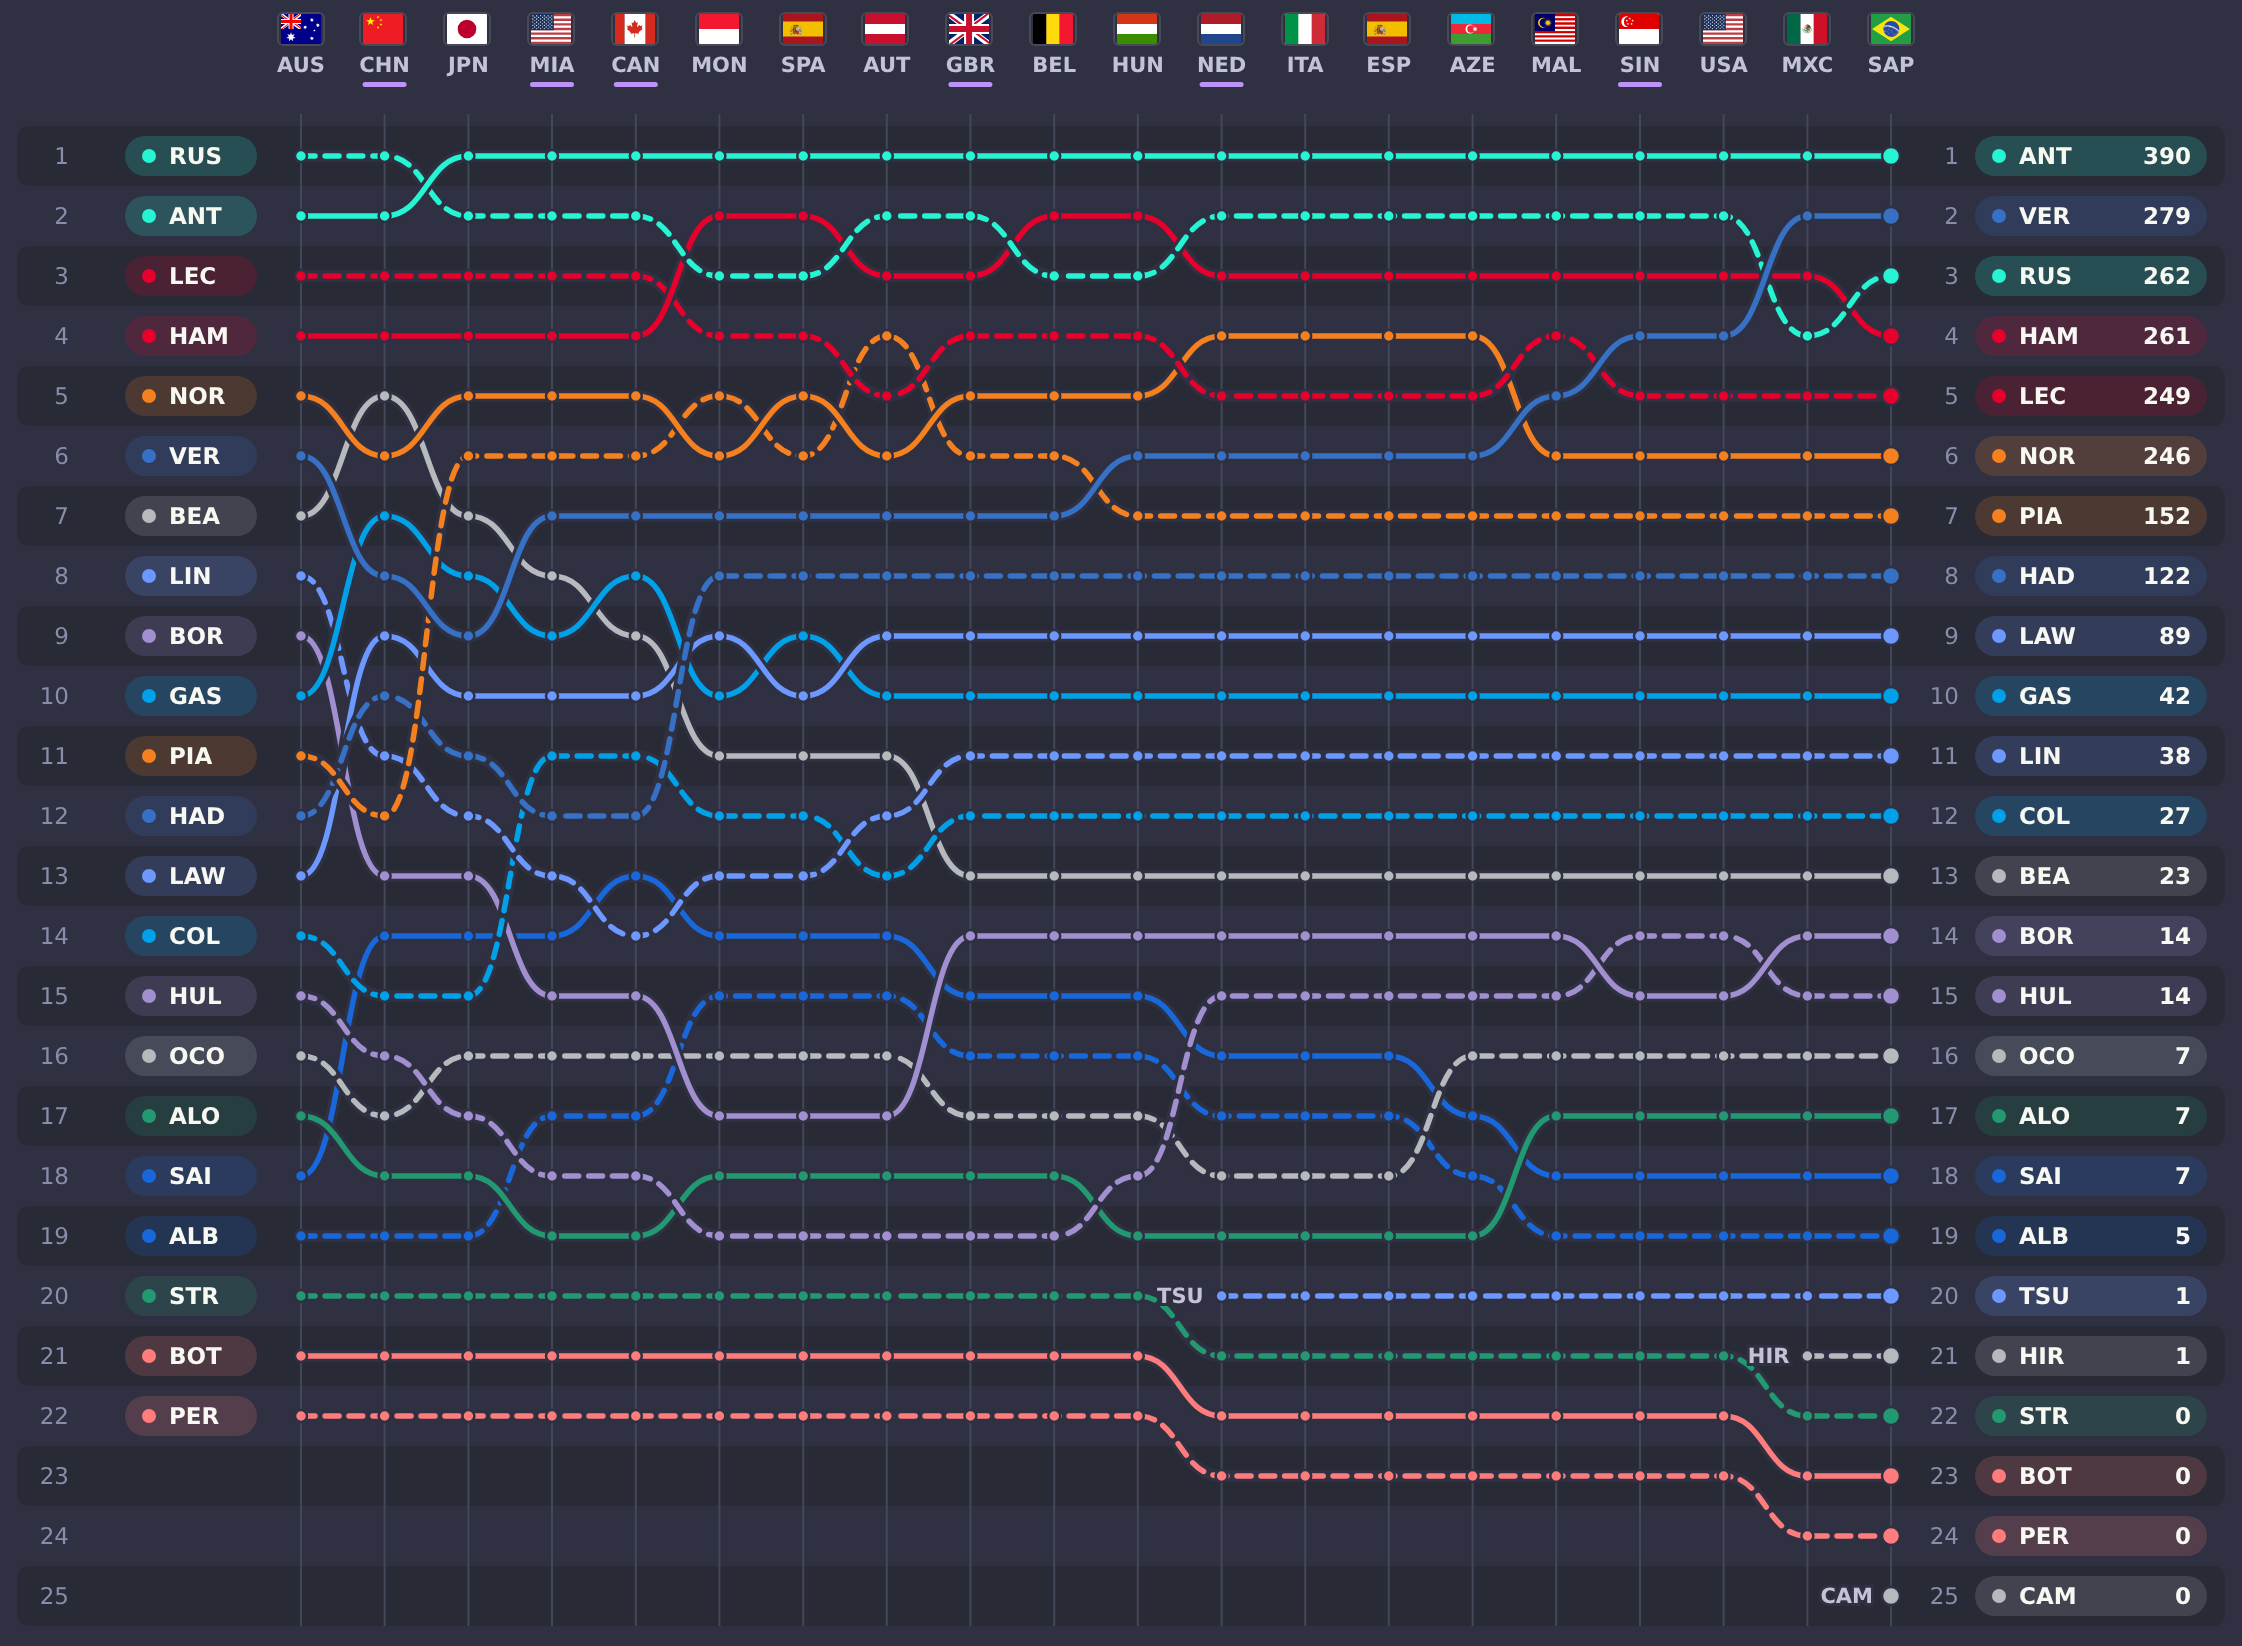 AUS CHN JPN MIA CAN MON SPA AUT GBR BEL HUN NED ITA ESP AZE MAL SIN USA MXC SAP
1 RUS 1 ANT 390
2 ANT 2 VER 279
3 LEC 3 RUS 262
4 HAM 4 HAM 261
5 NOR 5 LEC 249
6 VER 6 NOR 246
7 BEA 7 PIA 152
8 LIN 8 HAD 122
9 BOR 9 LAW 89
10 GAS 10 GAS 42
11 PIA 11 LIN 38
12 HAD 12 COL 27
13 LAW 13 BEA 23
14 COL 14 BOR 14
15 HUL 15 HUL 14
16 OCO 16 OCO 7
17 ALO 17 ALO 7
18 SAI 18 SAI 7
19 ALB 19 ALB 5
20 STR TSU 20 TSU 1
21 BOT HIR 21 HIR 1
22 PER 22 STR 0
23 23 BOT 0
24 24 PER 0
25 CAM 25 CAM 0